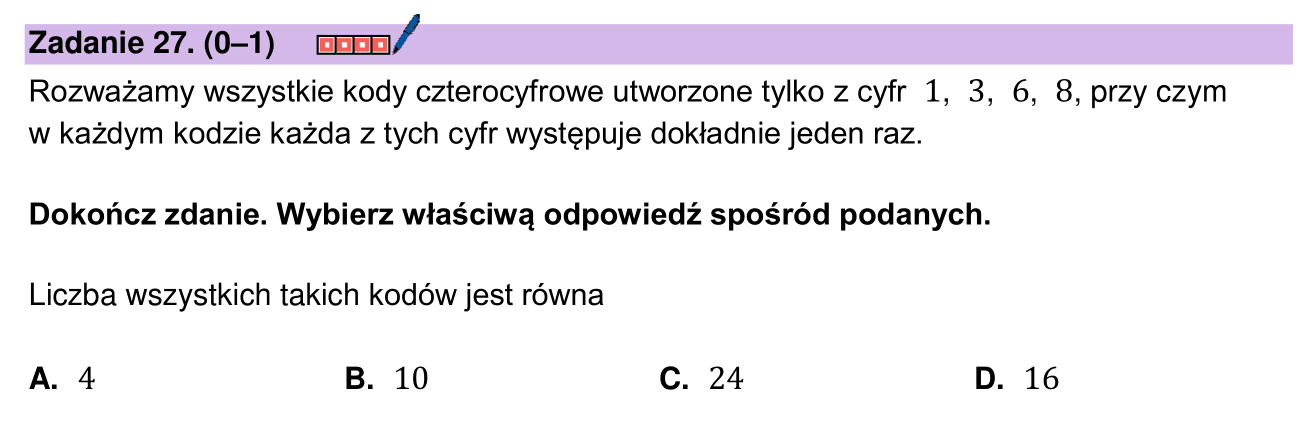 Zadanie 27. (0–1)
Rozważamy wszystkie kody czterocyfrowe utworzone tylko z cyfr 1, 3, 6, 8, przy czym
w każdym kodzie każda z tych cyfr występuje dokładnie jeden raz.
Dokończ zdanie. Wybierz właściwą odpowiedź spośród podanych.
Liczba wszystkich takich kodów jest równa
A. 4 B. 10 C. 24 D. 16